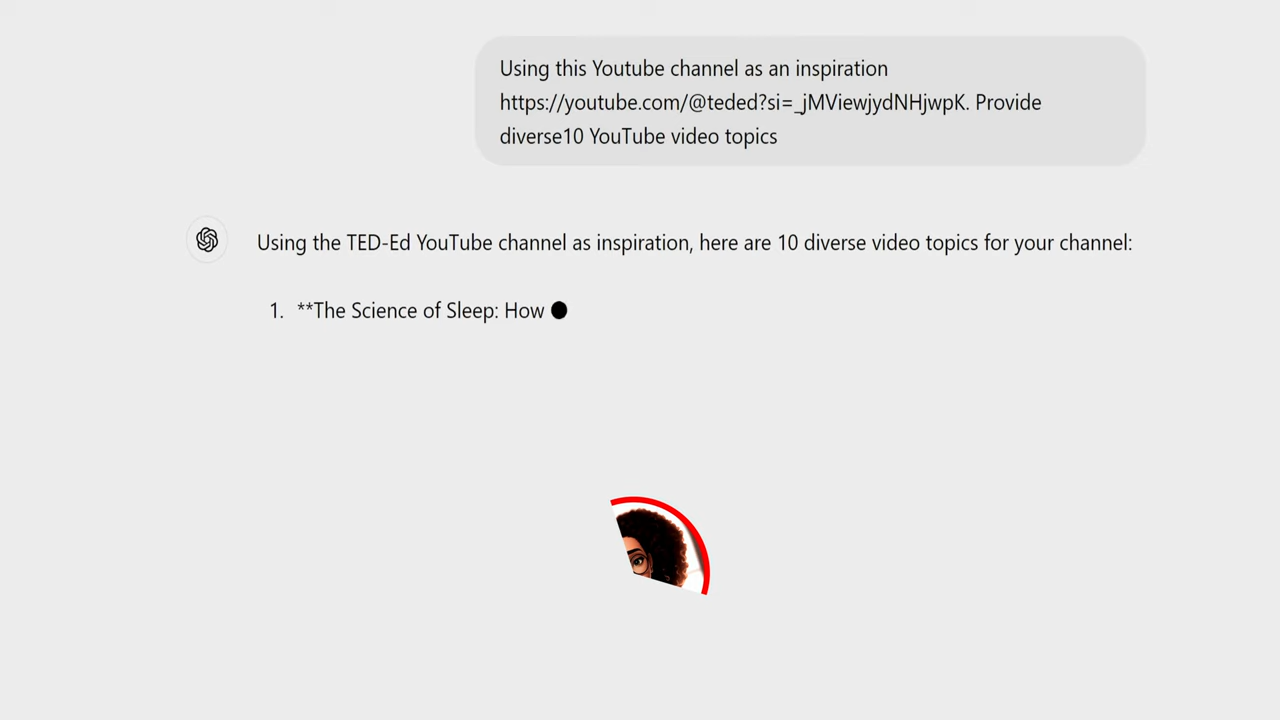 Using this Youtube channel as an inspiration
https://youtube.com/@teded?si=_jMViewjydNHjwpK. Provide
diverse10 YouTube video topics
Using the TED-Ed YouTube channel as inspiration, here are 10 diverse video topics for your channel:
1. **The Science of Sleep: How